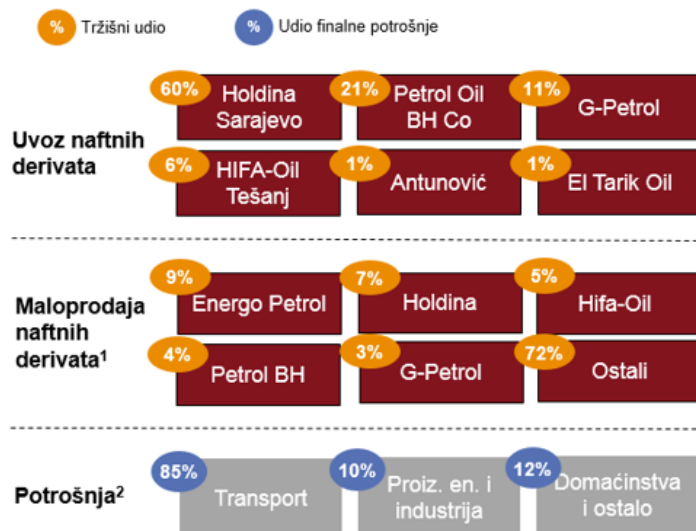 % Tržišni udio
% Udio finalne potrošnje
Uvoz naftnih
derivata
60%
Holdina
Sarajevo
21%
Petrol Oil
BH Co
11%
G-Petrol
6%
HIFA-Oil
Tešanj
1%
Antunović
1%
El Tarik Oil
Maloprodaja
naftnih
derivata¹
9%
Energo Petrol
7%
Holdina
5%
Hifa-Oil
4%
Petrol BH
3%
G-Petrol
72%
Ostali
Potrošnja²
85%
Transport
10%
Proiz. en. i
industrija
12%
Domaćinstva
i ostalo